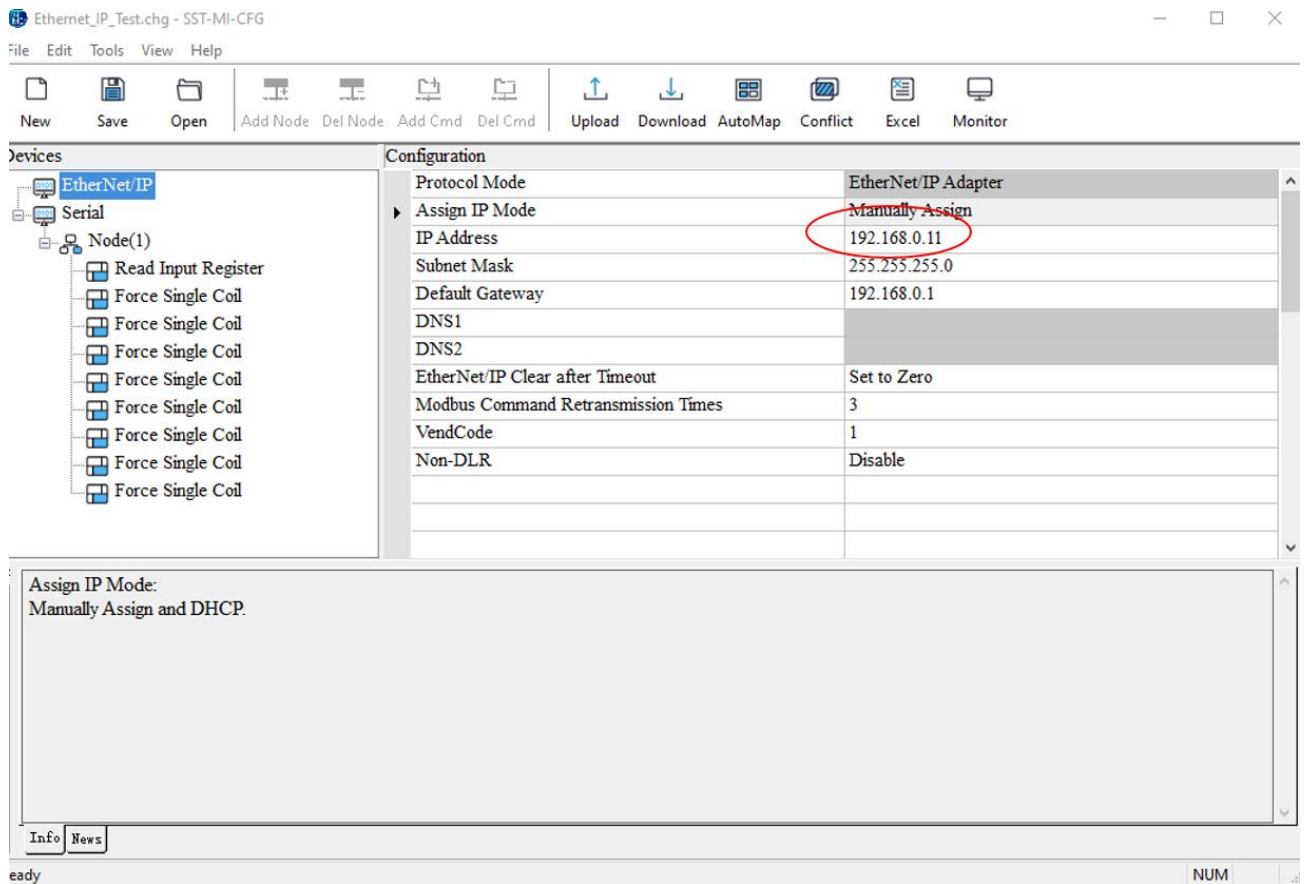 Ethernet_IP_Test.chg - SST-MI-CFG
File Edit Tools View Help
New Save Open Add Node Del Node Add Cmd Del Cmd Upload Download AutoMap Conflict Excel Monitor
Devices
EtherNet/IP
Serial
Node(1)
Read Input Register
Force Single Coil
Force Single Coil
Force Single Coil
Force Single Coil
Force Single Coil
Force Single Coil
Force Single Coil
Force Single Coil
Configuration
Protocol Mode EtherNet/IP Adapter
Assign IP Mode Manually Assign
IP Address 192.168.0.11
Subnet Mask 255.255.255.0
Default Gateway 192.168.0.1
DNS1
DNS2
EtherNet/IP Clear after Timeout Set to Zero
Modbus Command Retransmission Times 3
VendCode 1
Non-DLR Disable
Assign IP Mode:
Manually Assign and DHCP.
Info News
eady NUM